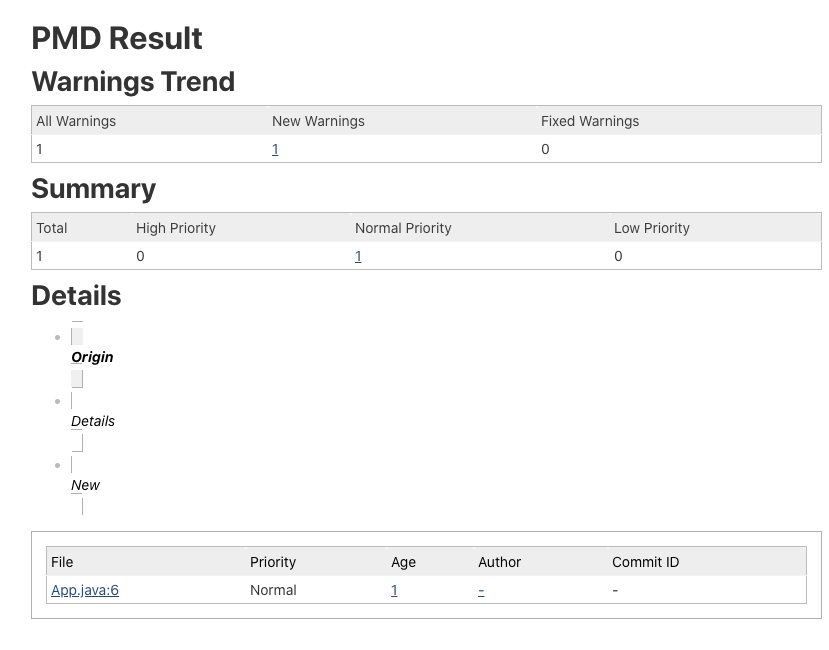 PMD Result
Warnings Trend
All Warnings New Warnings Fixed Warnings
1 1 0
Summary
Total High Priority Normal Priority Low Priority
1 0 1 0
Details
Origin
Details
New
File Priority Age Author Commit ID
App.java:6 Normal 1 - -